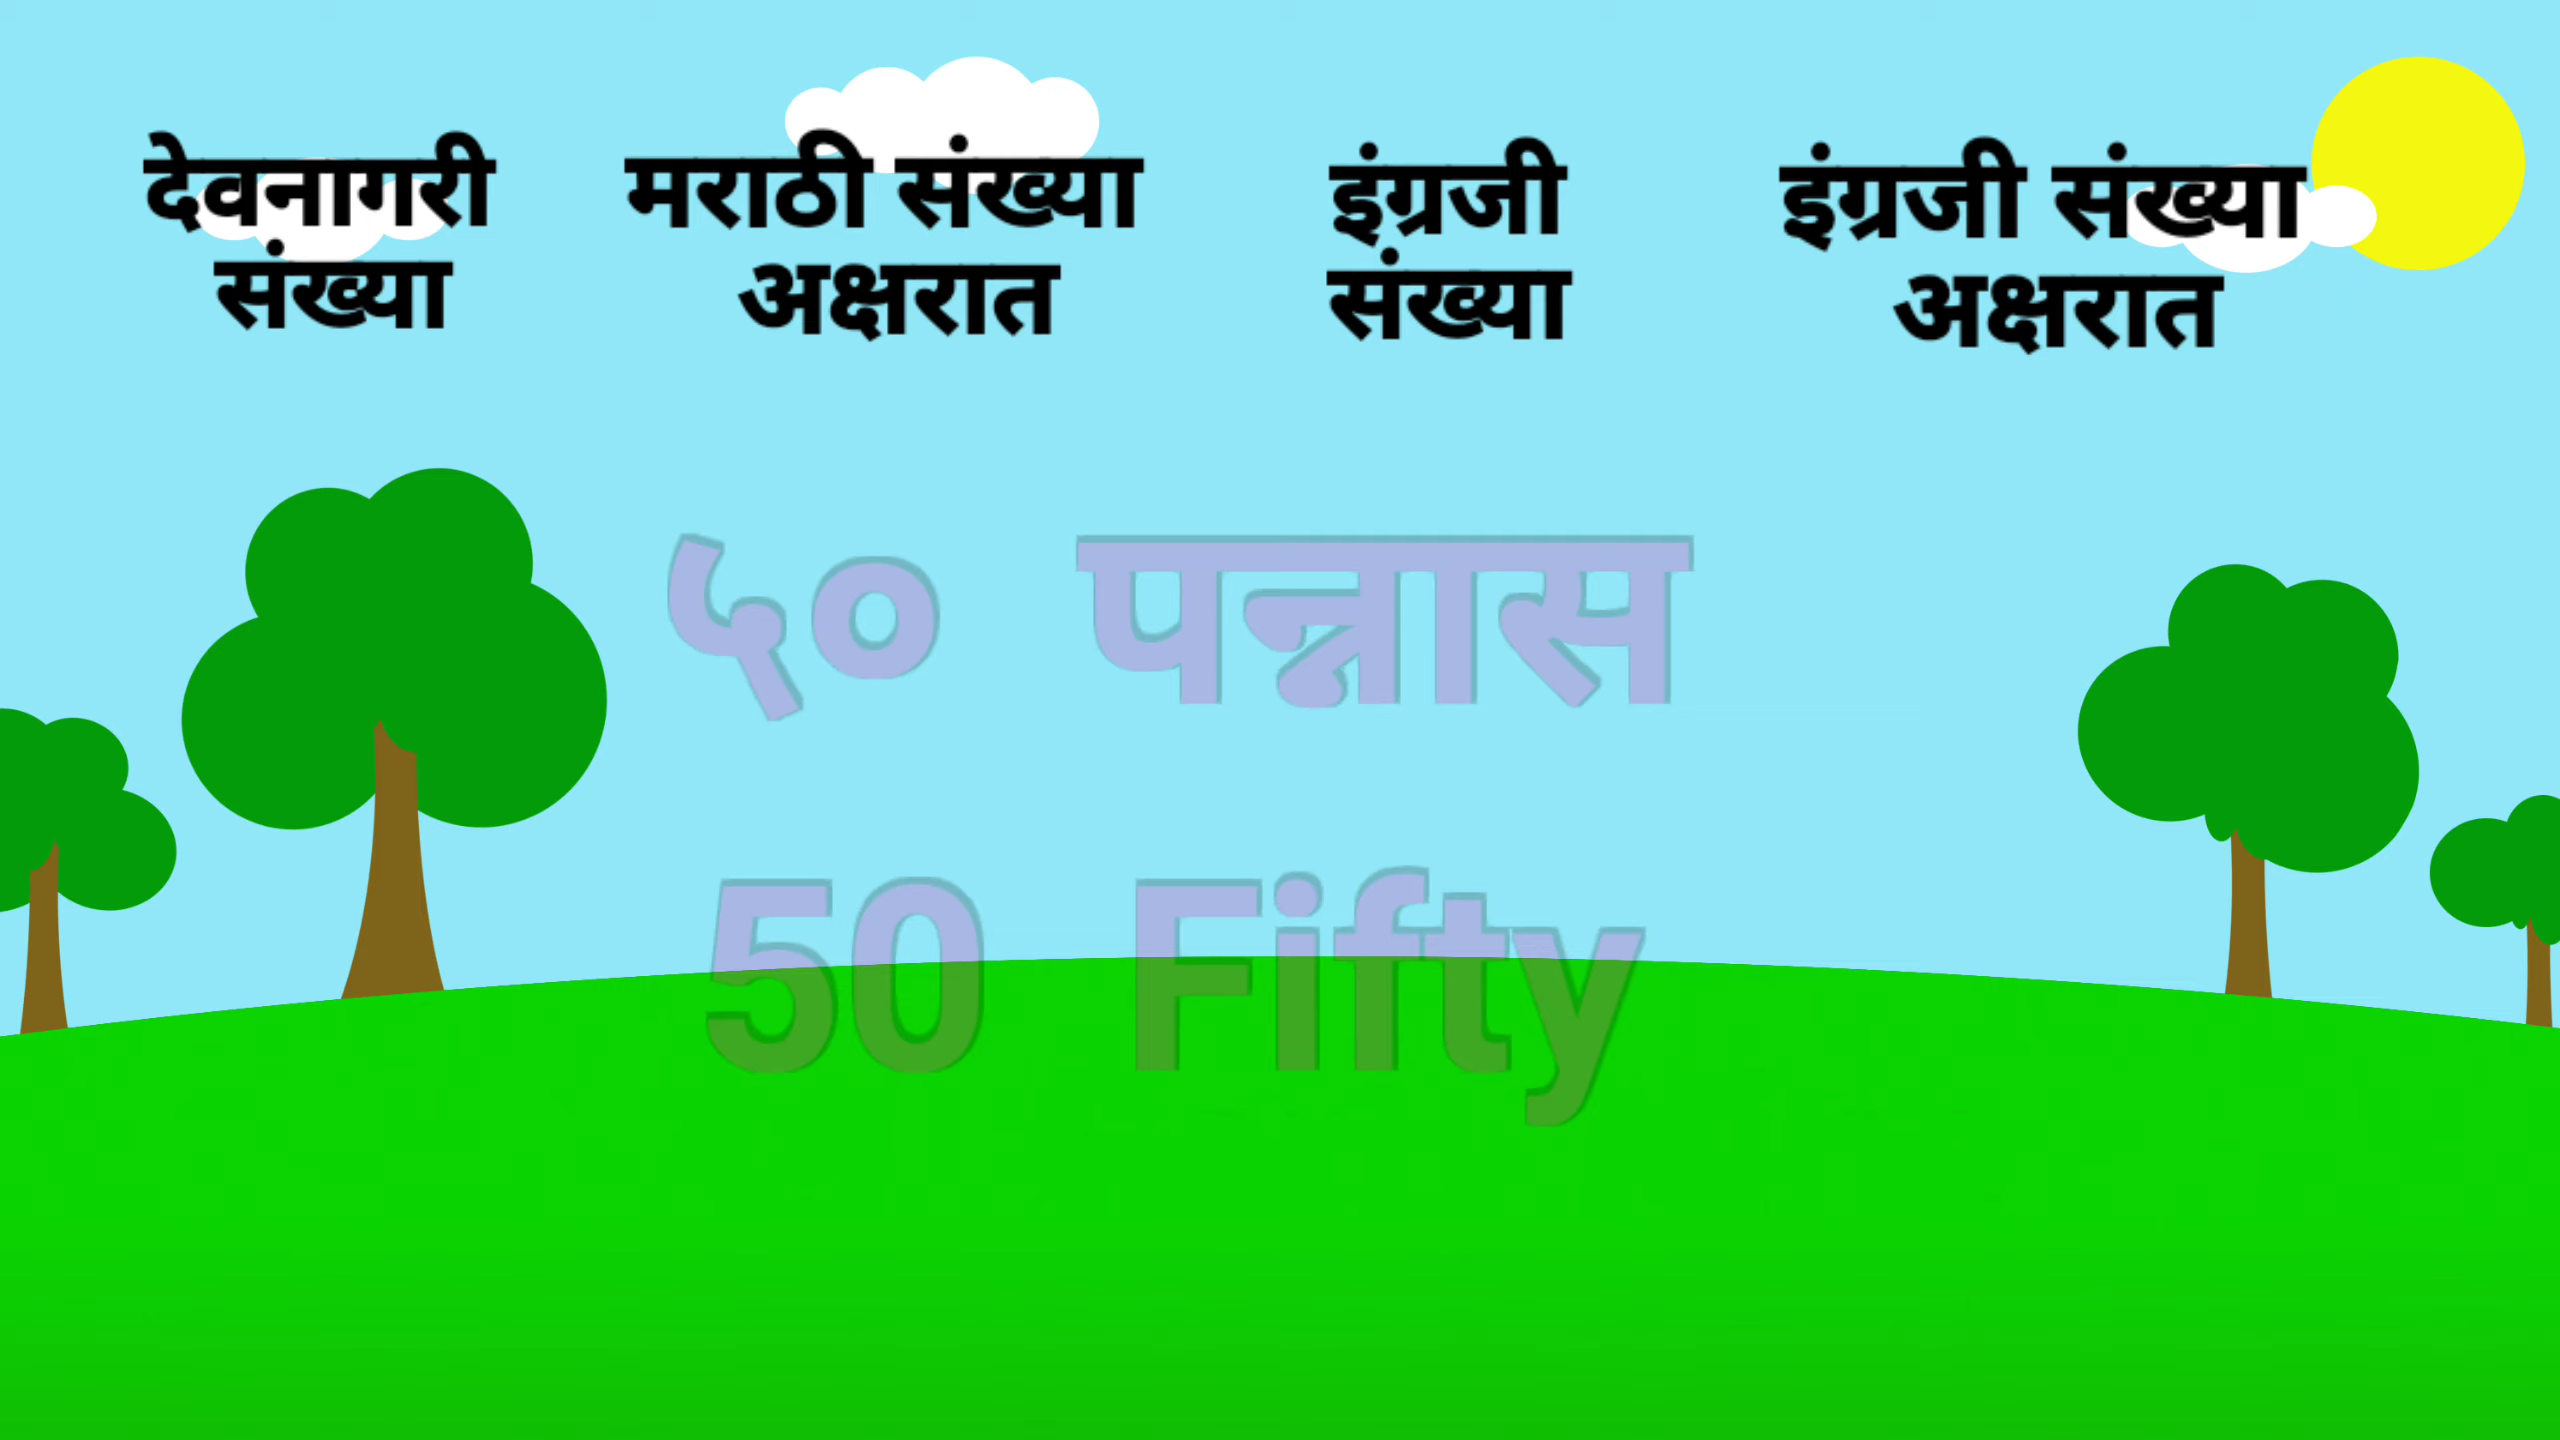 देवनागरी
संख्या
मराठी संख्या
अक्षरात
इंग्रजी
संख्या
इंग्रजी संख्या
अक्षरात
५० पन्नास
50 Fifty